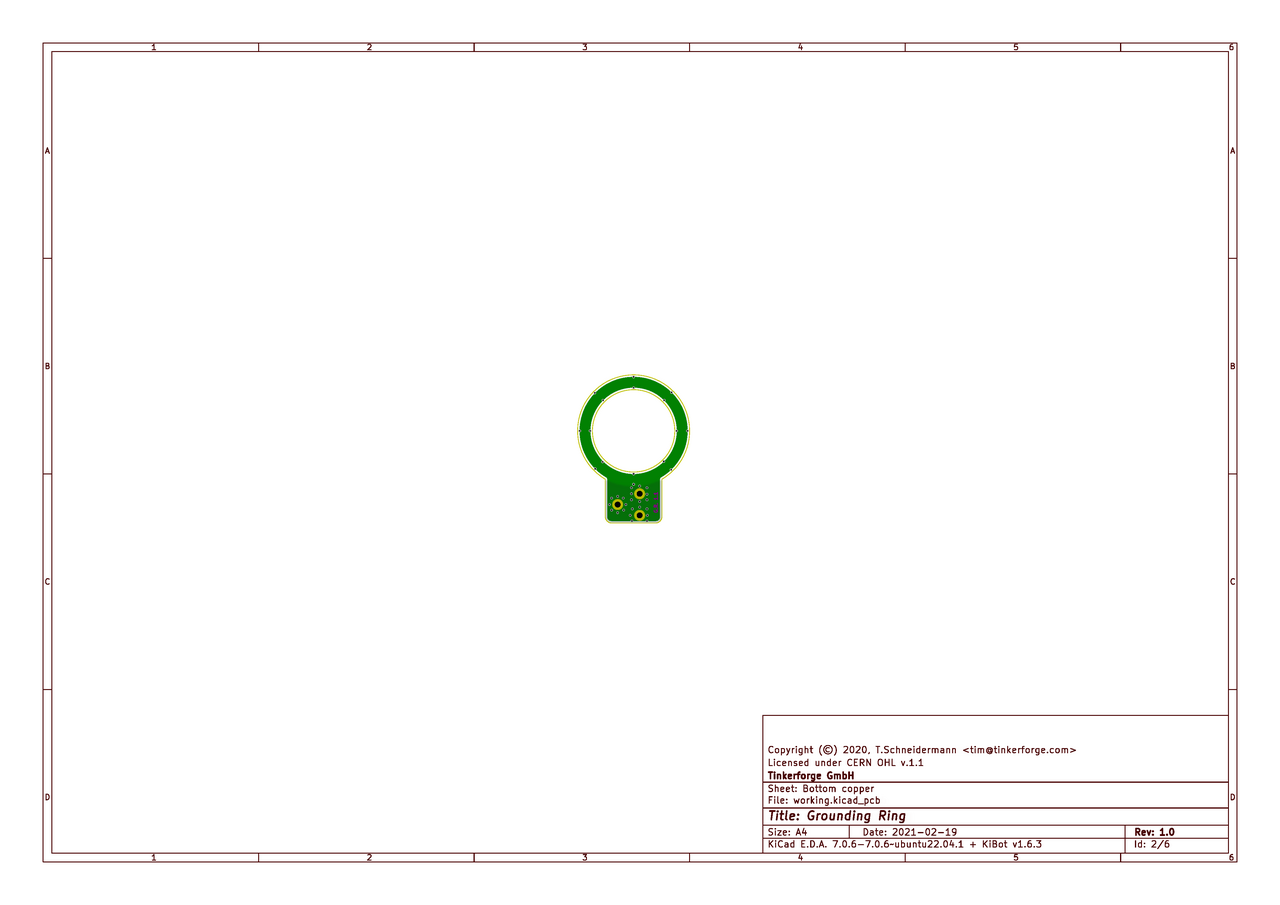 1 2 3 4 5 6
A A
B B
C C
D D
Copyright (©) 2020, T.Schneidermann <tim@tinkerforge.com>
Licensed under CERN OHL v.1.1
Tinkerforge GmbH
Sheet: Bottom copper
File: working.kicad_pcb
Title: Grounding Ring
Size: A4 Date: 2021-02-19 Rev: 1.0
KiCad E.D.A. 7.0.6-7.0.6~ubuntu22.04.1 + KiBot v1.6.3 Id: 2/6
1 2 3 4 5 6